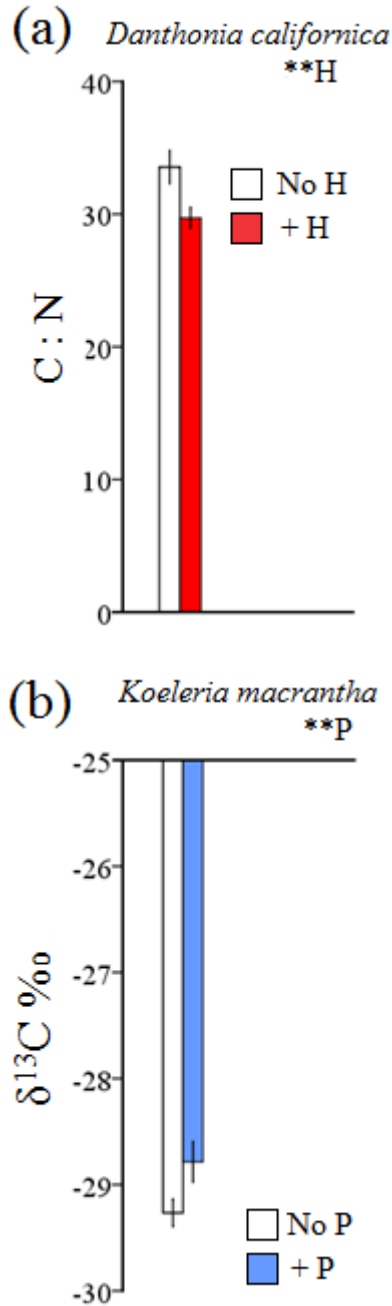 (a) Danthonia californica
**H
40
No H
30
+ H
C : N
20
10
0
(b) Koeleria macrantha
**P
-25
-26
-27
δ¹³C ‰
-28
-29
No P
+ P
-30